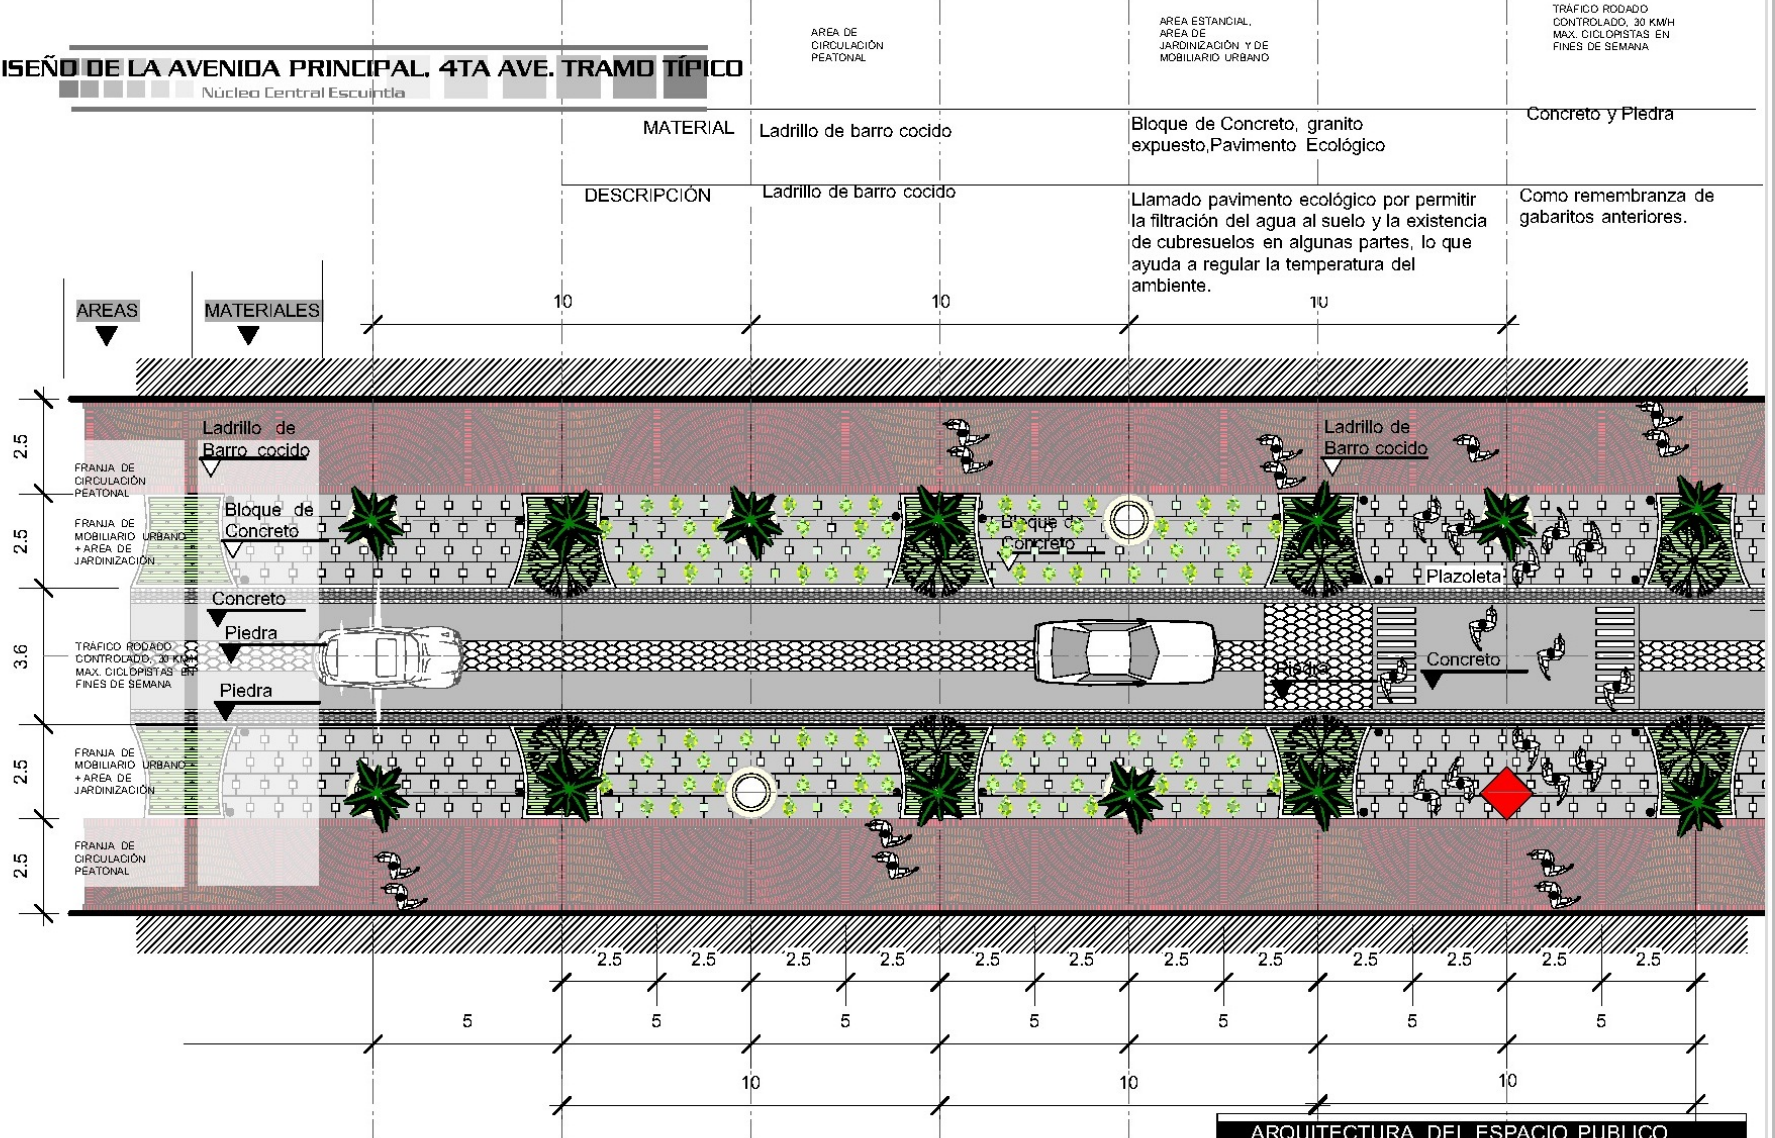 AREA DE
CIRCULACIÓN
PEATONAL
AREA ESTANCIAL,
AREA DE
JARDINIZACIÓN Y DE
MOBILIARIO URBANO
TRÁFICO RODADO
CONTROLADO, 30 KM/H
MAX. CICLOPISTAS EN
FINES DE SEMANA
ISEÑO DE LA AVENIDA PRINCIPAL, 4TA AVE. TRAMO TÍPICO
Núcleo Central Escuintla
MATERIAL
Ladrillo de barro cocido
Bloque de Concreto, granito
expuesto,Pavimento Ecológico
Concreto y Piedra
DESCRIPCIÓN
Ladrillo de barro cocido
Llamado pavimento ecológico por permitir
la filtración del agua al suelo y la existencia
de cubresuelos en algunas partes, lo que
ayuda a regular la temperatura del
ambiente.
Como remembranza de
gabaritos anteriores.
10
10
10
AREAS
MATERIALES
2.5
2.5
3.6
2.5
2.5
FRANJA DE
CIRCULACIÓN
PEATONAL
FRANJA DE
MOBILIARIO URBANO
+ AREA DE
JARDINIZACIÓN
TRÁFICO RODADO
CONTROLADO, 30 KM/H
MAX. CICLOPISTAS EN
FINES DE SEMANA
FRANJA DE
MOBILIARIO URBANO
+ AREA DE
JARDINIZACIÓN
FRANJA DE
CIRCULACIÓN
PEATONAL
Ladrillo de
Barro cocido
Bloque de
Concreto
Concreto
Piedra
Piedra
Bloque de
Concreto
Ladrillo de
Barro cocido
Plazoleta
Piedra
Concreto
2.5
2.5
2.5
2.5
2.5
2.5
2.5
2.5
2.5
2.5
2.5
2.5
5
5
5
5
5
5
5
10
10
10
ARQUITECTURA DEL ESPACIO PUBLICO